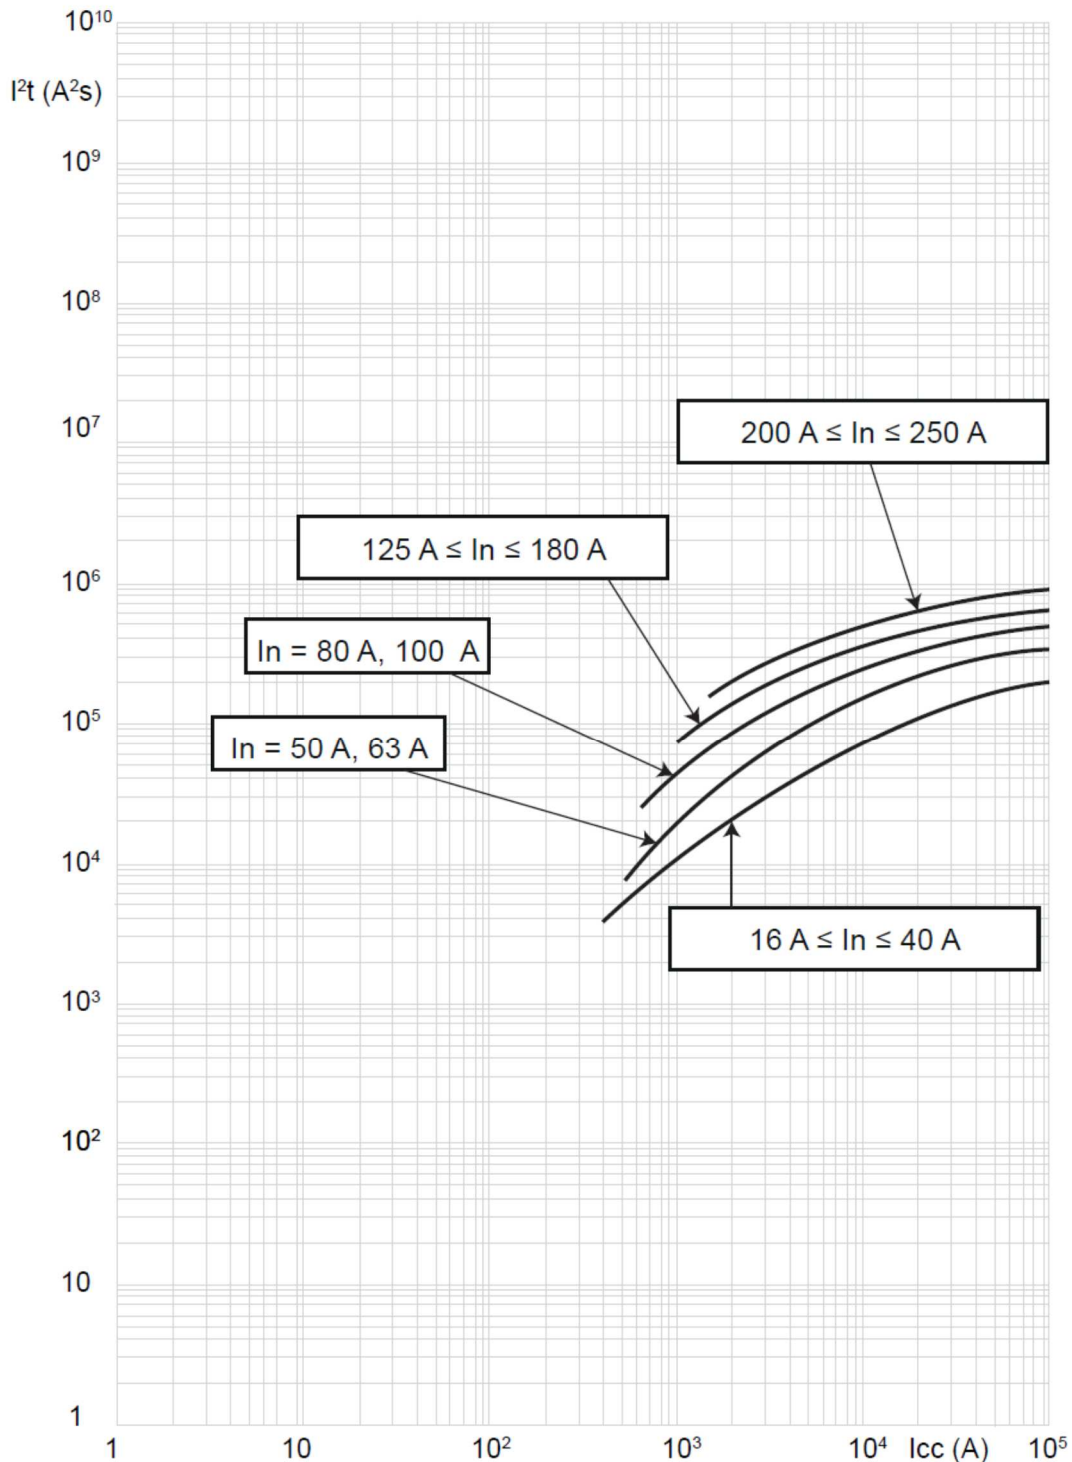 10¹⁰
I²t (A²s)
10⁹
10⁸
10⁷
200 A ≤ In ≤ 250 A
125 A ≤ In ≤ 180 A
10⁶
In = 80 A, 100 A
10⁵
In = 50 A, 63 A
10⁴
16 A ≤ In ≤ 40 A
10³
10²
10
1
1 10 10² 10³ 10⁴ Icc (A) 10⁵